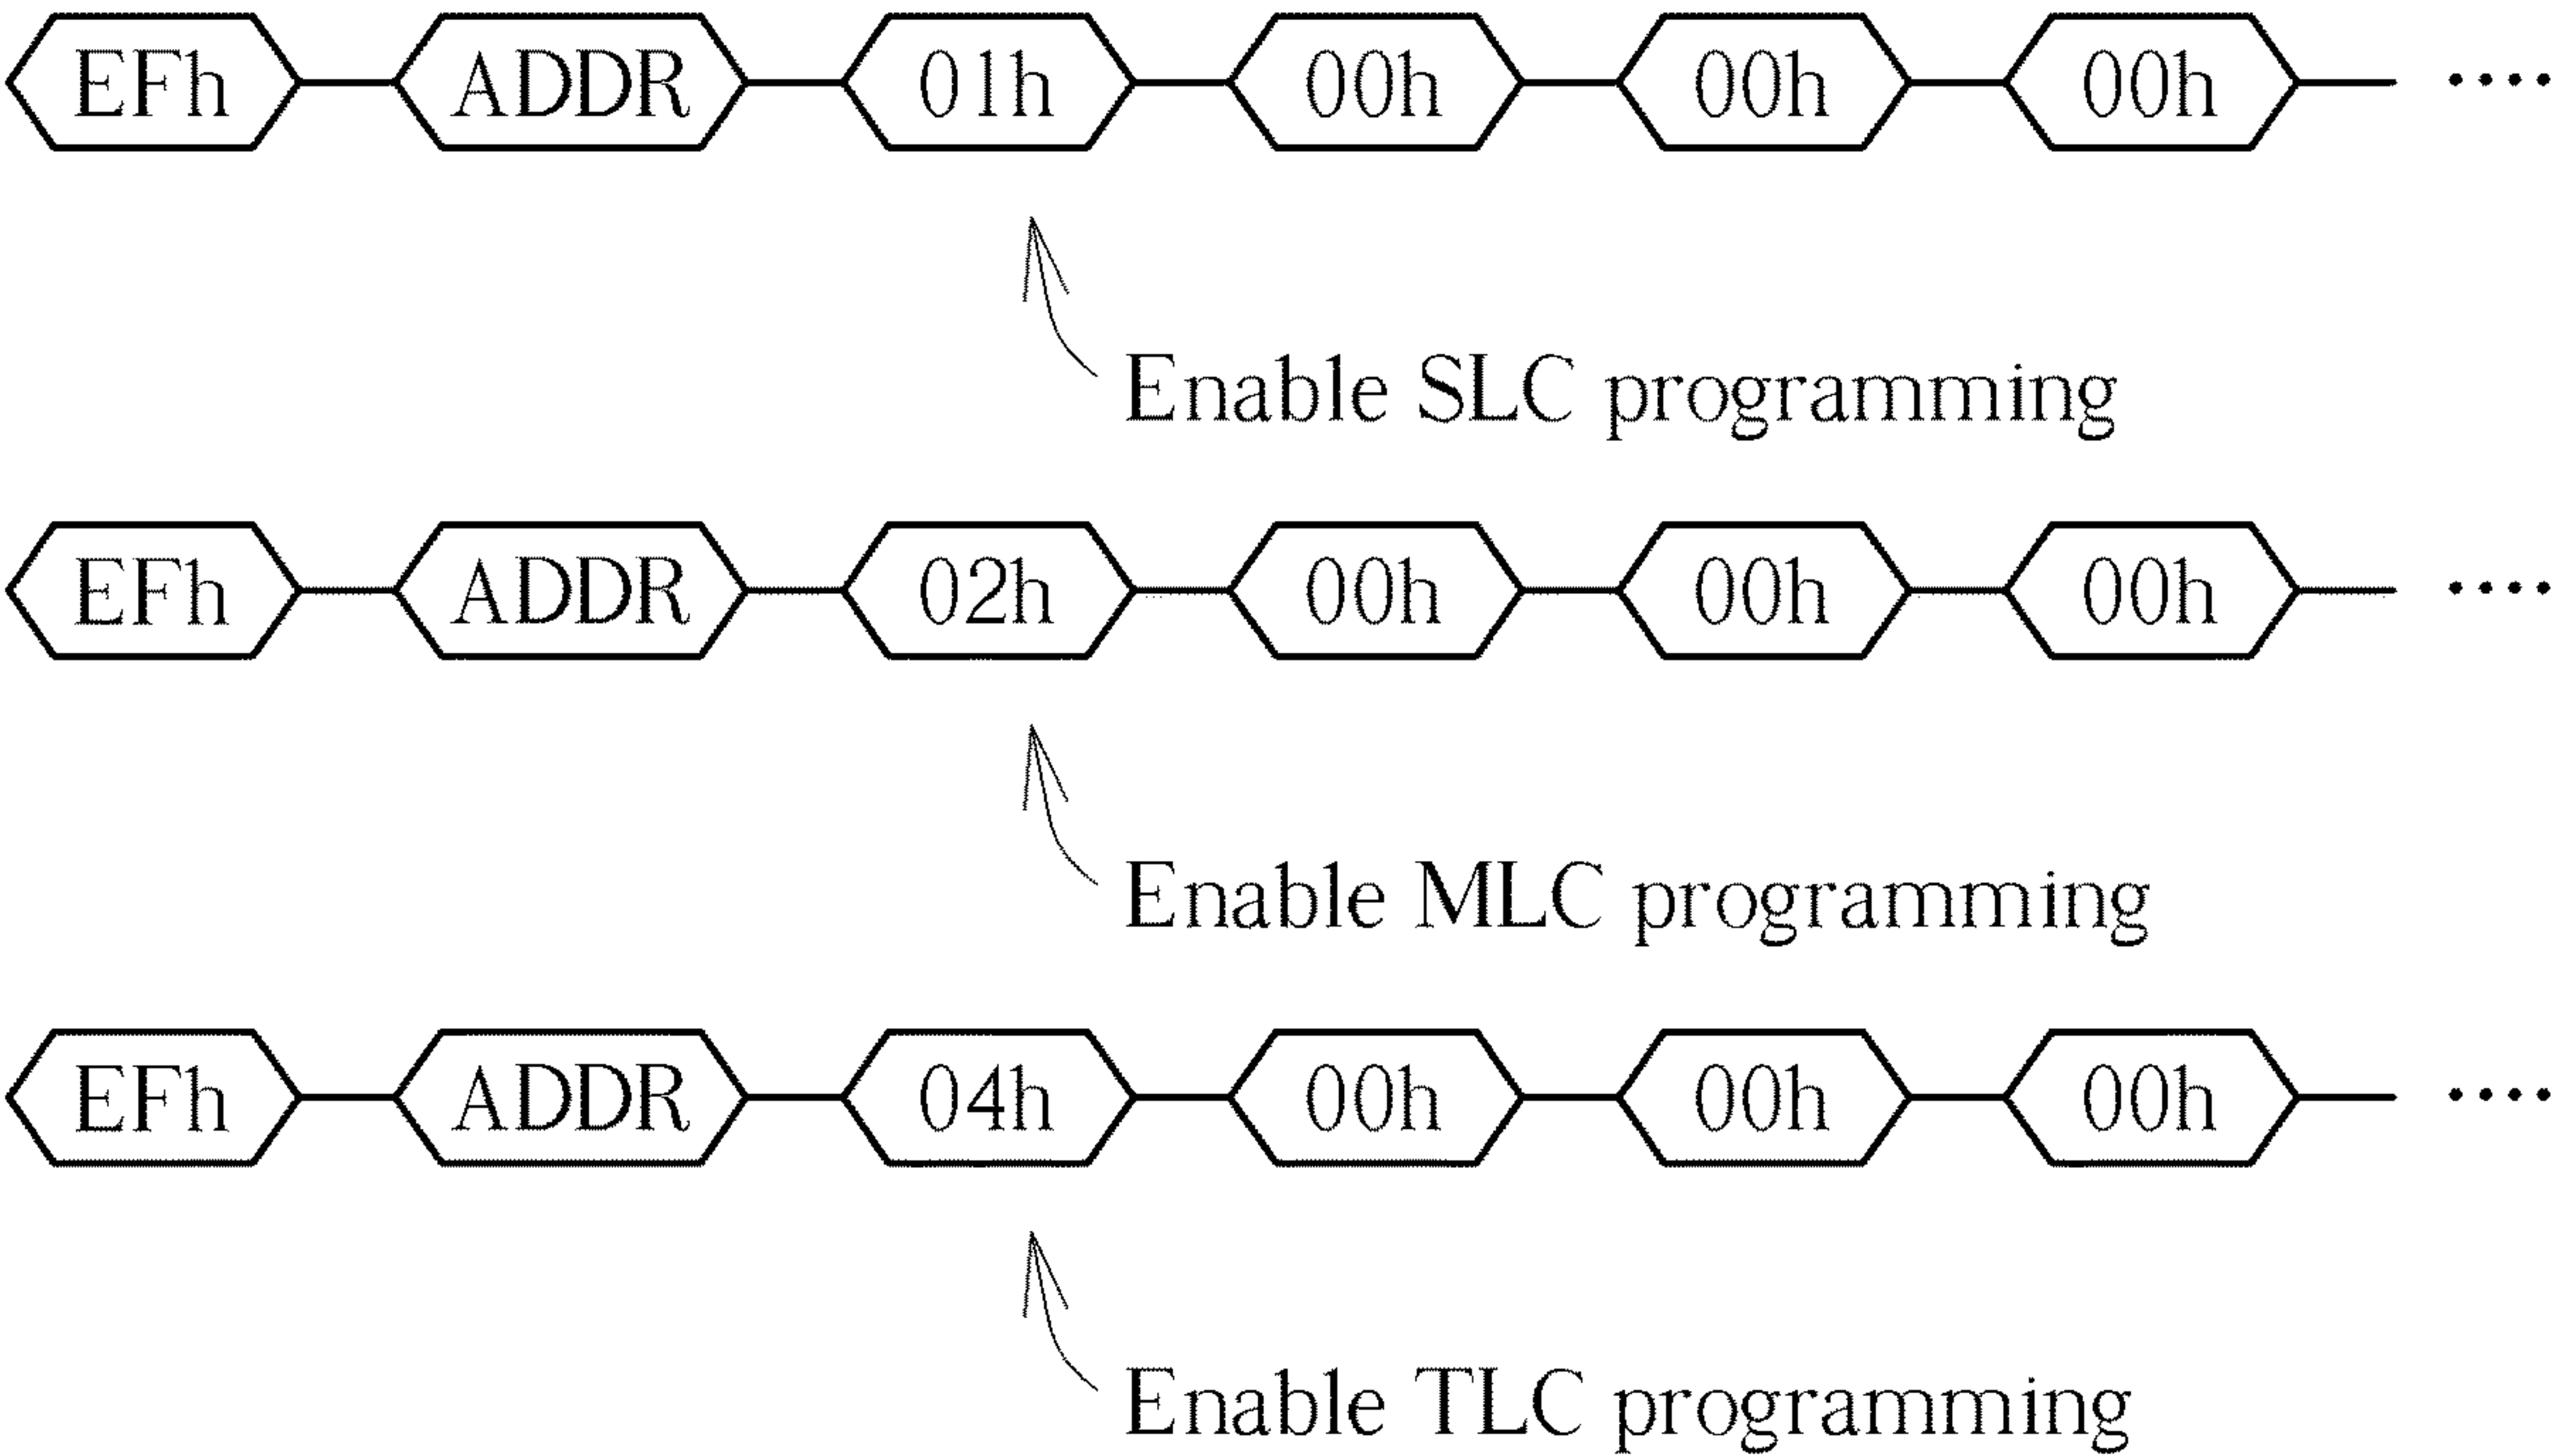 EFh ADDR 01h 00h 00h 00h ....
Enable SLC programming
EFh ADDR 02h 00h 00h 00h ....
Enable MLC programming
EFh ADDR 04h 00h 00h 00h ....
Enable TLC programming